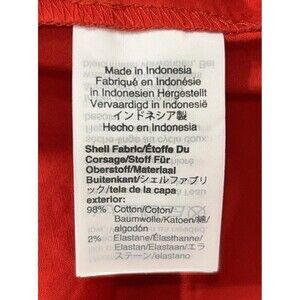 Made in Indonesia
Fabriqué en Indonésie
in Indonesien Hergestellt
Vervaardigd in Indonesië
インドネシア製
Hecho en Indonesia
Shell Fabric/Étoffe Du
Corsage/Stoff Für
Oberstoff/Materiaal
Buitenkant/シェルファブリ
ック/tela de la capa
exterior:
98% Cotton/Coton/
Baumwolle/Katoen/綿/
algodón
2% Elastane/Élasthanne/
Elastan/Elastaan/エラ
ステーン/elastano